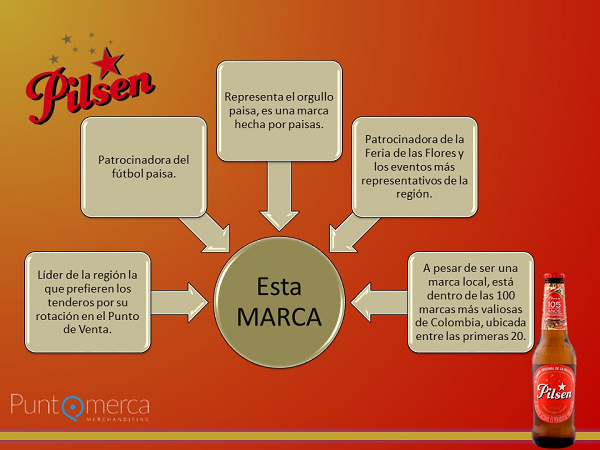 Pilsen
Representa el orgullo
paisa, es una marca
hecha por paisas.
Patrocinadora del
fútbol paisa.
Patrocinadora de la
Feria de las Flores y
los eventos más
representativos de la
región.
Líder de la región la
que prefieren los
tenderos por su
rotación en el Punto
de Venta.
Esta
MARCA
A pesar de ser una
marca local, está
dentro de las 100
marcas más valiosas
de Colombia, ubicada
entre las primeras 20.
105
Pilsen
Puntomerca
MERCHANDISING